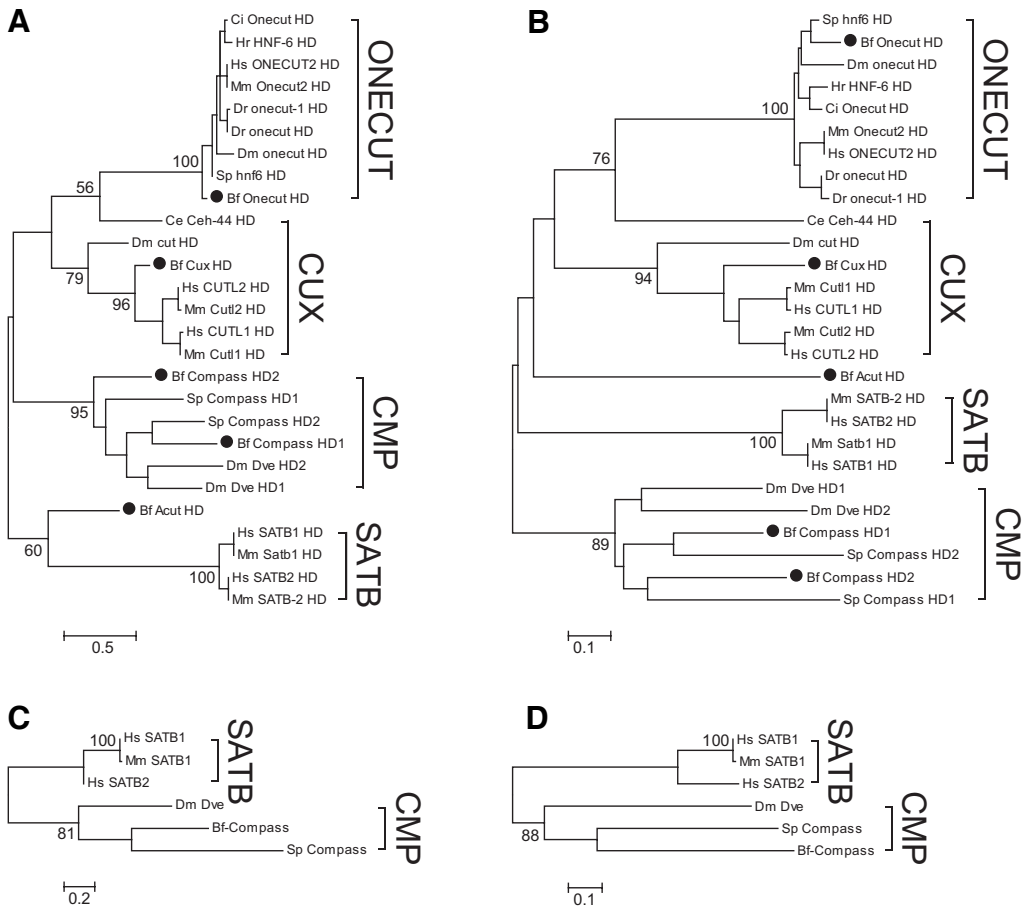 A
Ci Onecut HD
Hr HNF-6 HD
Hs ONECUT2 HD
Mm Onecut2 HD
Dr onecut-1 HD
Dr onecut HD
Dm onecut HD
Sp hnf6 HD
Bf Onecut HD
100
56
ONECUT
Ce Ceh-44 HD
Dm cut HD
Bf Cux HD
Hs CUTL2 HD
Mm Cutl2 HD
Hs CUTL1 HD
Mm Cutl1 HD
79
96
CUX
Bf Compass HD2
Sp Compass HD1
Sp Compass HD2
Bf Compass HD1
Dm Dve HD2
Dm Dve HD1
95
CMP
Bf Acut HD
Hs SATB1 HD
Mm Satb1 HD
Hs SATB2 HD
Mm SATB-2 HD
60
100
SATB
0.5
B
Sp hnf6 HD
Bf Onecut HD
Dm onecut HD
Hr HNF-6 HD
Ci Onecut HD
Mm Onecut2 HD
Hs ONECUT2 HD
Dr onecut HD
Dr onecut-1 HD
100
76
ONECUT
Ce Ceh-44 HD
Dm cut HD
Bf Cux HD
Mm Cutl1 HD
Hs CUTL1 HD
Mm Cutl2 HD
Hs CUTL2 HD
94
CUX
Bf Acut HD
Mm SATB-2 HD
Hs SATB2 HD
Mm Satb1 HD
Hs SATB1 HD
100
SATB
Dm Dve HD1
Dm Dve HD2
Bf Compass HD1
Sp Compass HD2
Bf Compass HD2
Sp Compass HD1
89
CMP
0.1
C
100
Hs SATB1
Mm SATB1
Hs SATB2
SATB
Dm Dve
Bf-Compass
Sp Compass
81
CMP
0.2
D
100
Hs SATB1
Mm SATB1
Hs SATB2
SATB
Dm Dve
Sp Compass
Bf-Compass
88
CMP
0.1